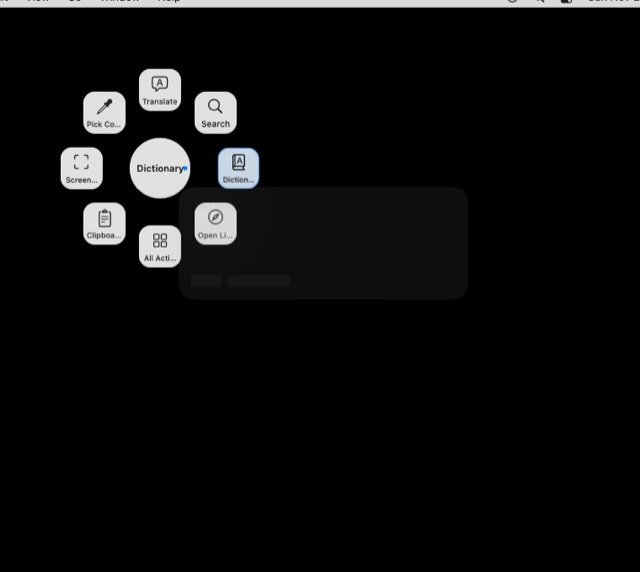 Translate
Pick Co...
Search
Screen...
Dictionary
Diction...
Clipboa...
Open Li...
All Acti...